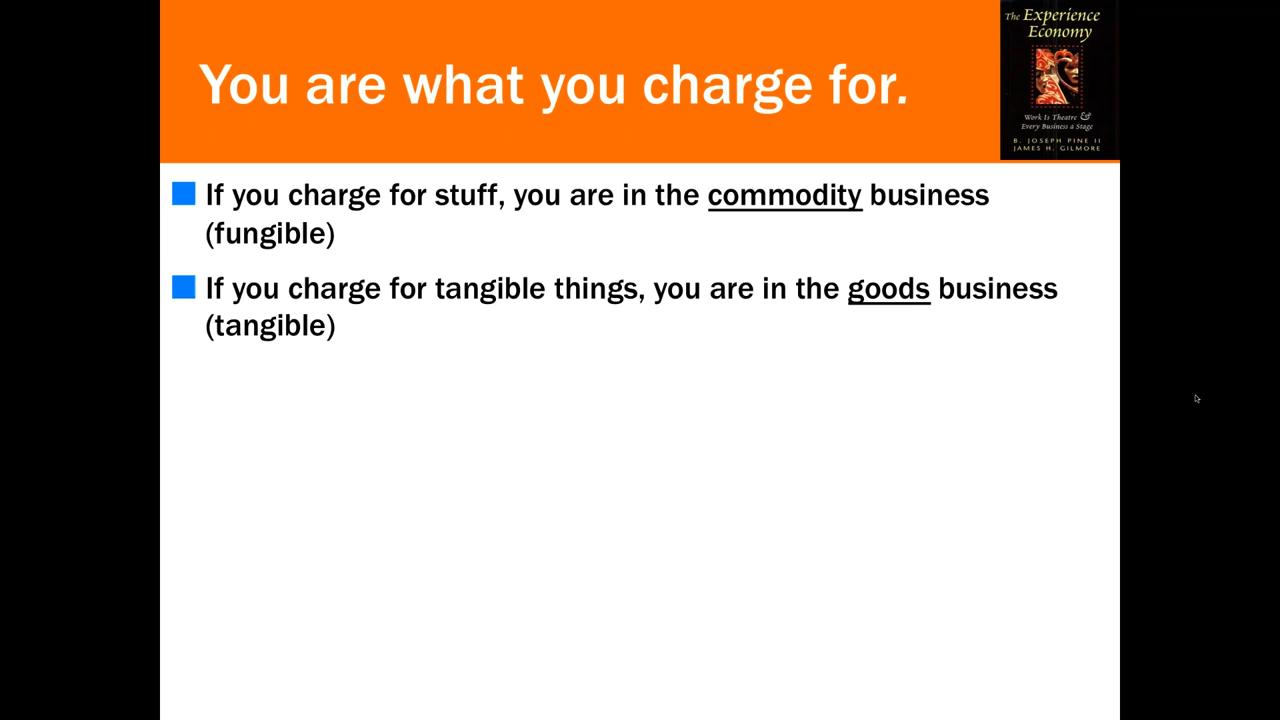 You are what you charge for.
The Experience
Economy
Work Is Theatre &
Every Business a Stage
B. JOSEPH PINE II
JAMES H. GILMORE
If you charge for stuff, you are in the commodity business
(fungible)
If you charge for tangible things, you are in the goods business
(tangible)